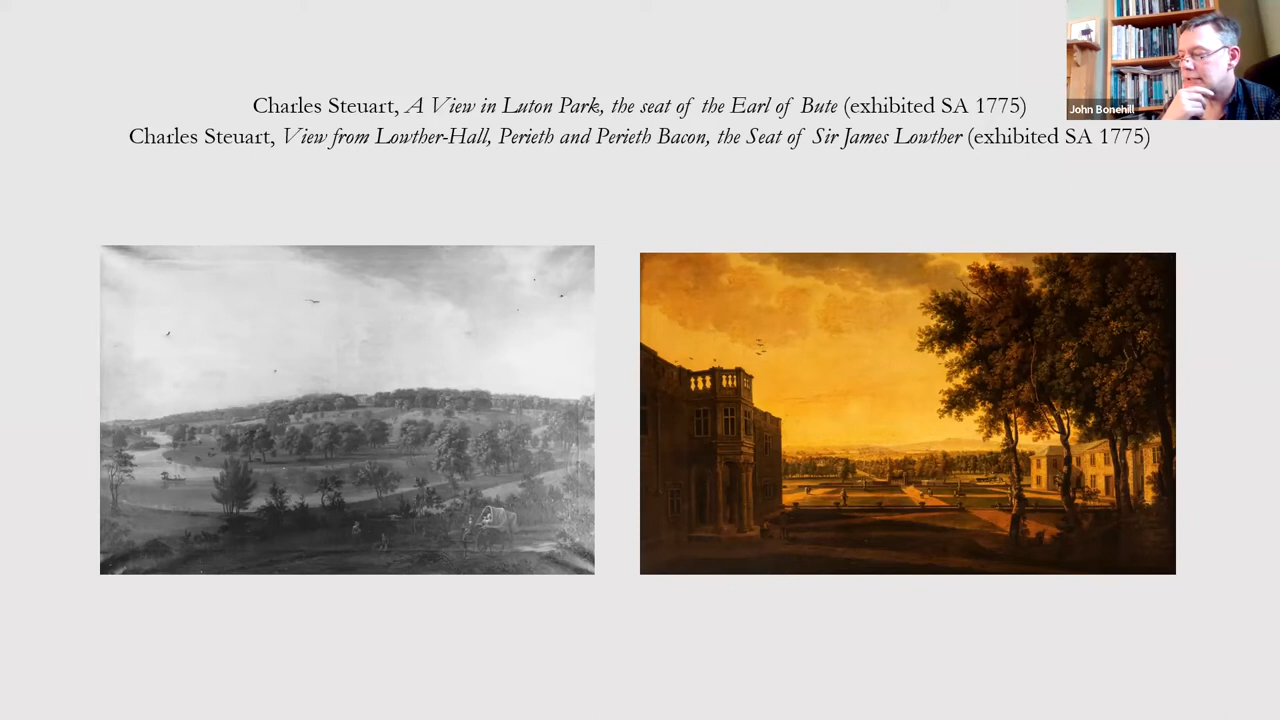 Charles Steuart, A View in Luton Park, the seat of the Earl of Bute (exhibited SA 1775)
Charles Steuart, View from Lowther-Hall, Perieth and Perieth Bacon, the Seat of Sir James Lowther (exhibited SA 1775)
John Bonehill